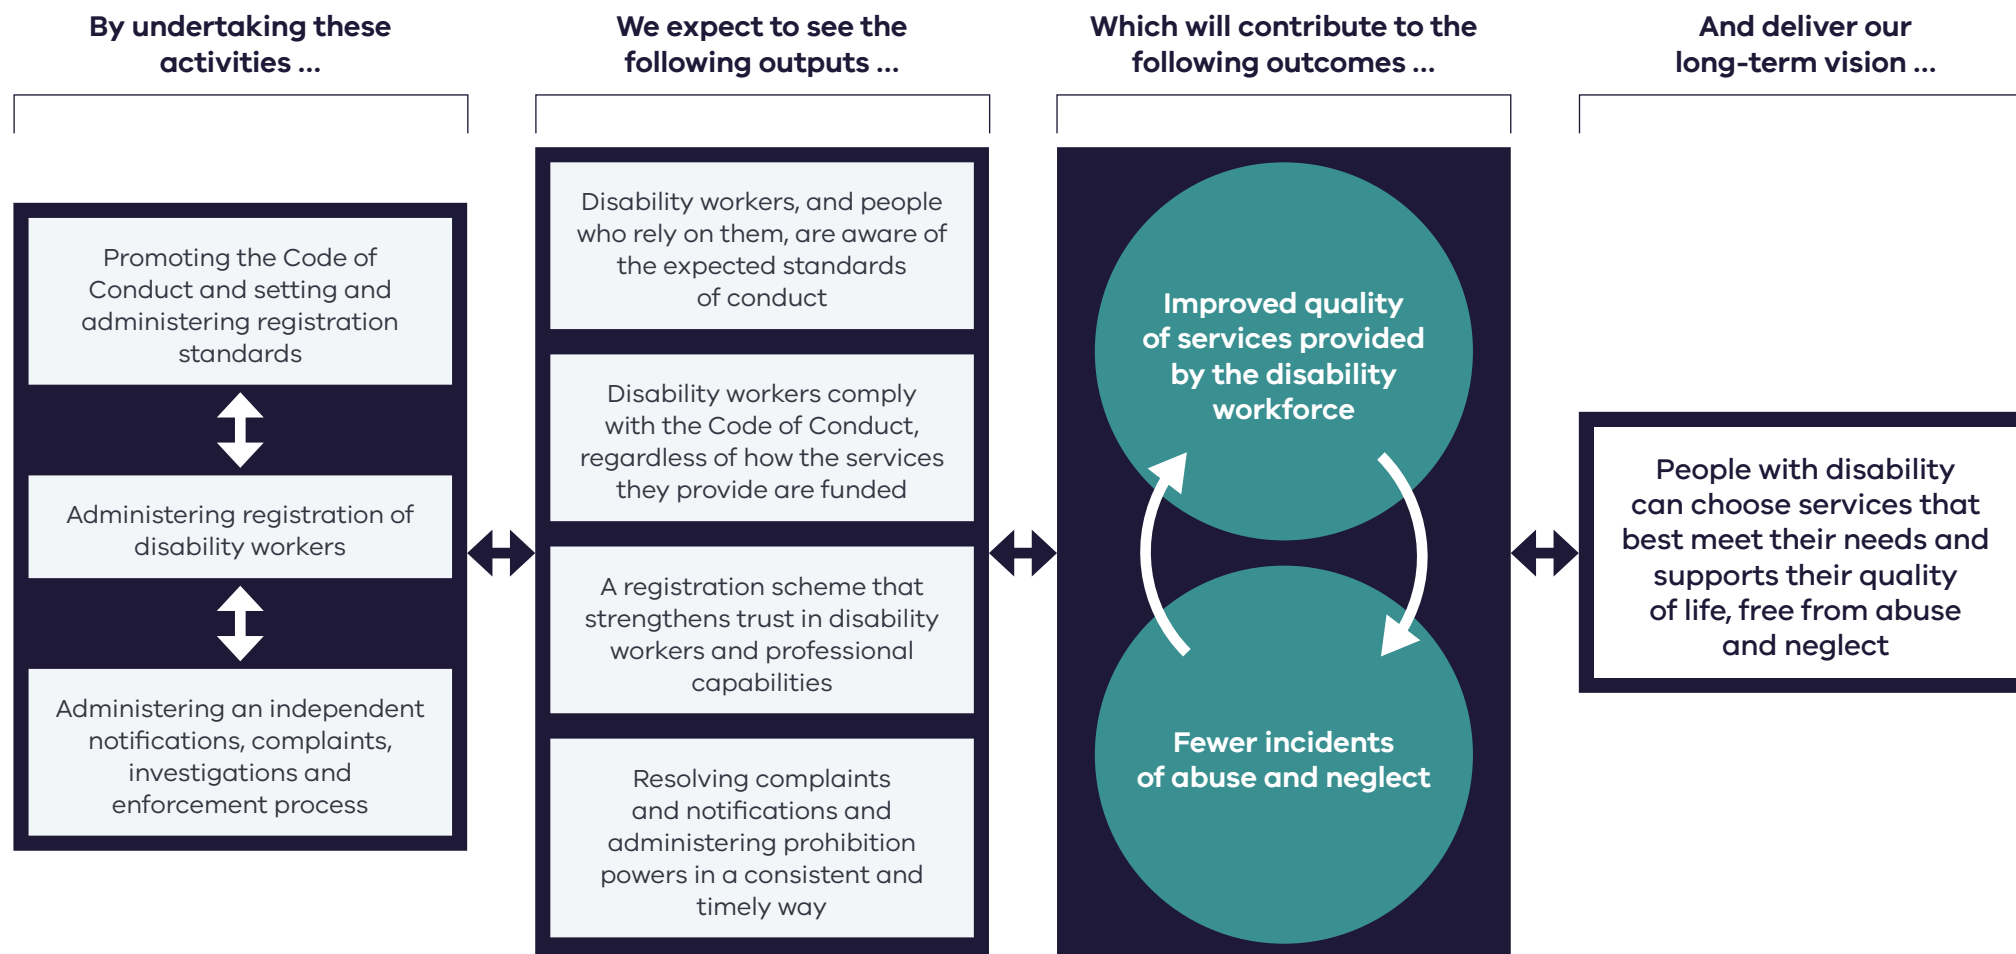 By undertaking these
activities ...
We expect to see the
following outputs ...
Which will contribute to the
following outcomes ...
And deliver our
long-term vision ...
Promoting the Code of
Conduct and setting and
administering registration
standards
Administering registration of
disability workers
Administering an independent
notifications, complaints,
investigations and
enforcement process
Disability workers, and people
who rely on them, are aware of
the expected standards
of conduct
Disability workers comply
with the Code of Conduct,
regardless of how the services
they provide are funded
A registration scheme that
strengthens trust in disability
workers and professional
capabilities
Resolving complaints
and notifications and
administering prohibition
powers in a consistent and
timely way
Improved quality
of services provided
by the disability
workforce
Fewer incidents
of abuse and neglect
People with disability
can choose services that
best meet their needs and
supports their quality
of life, free from abuse
and neglect